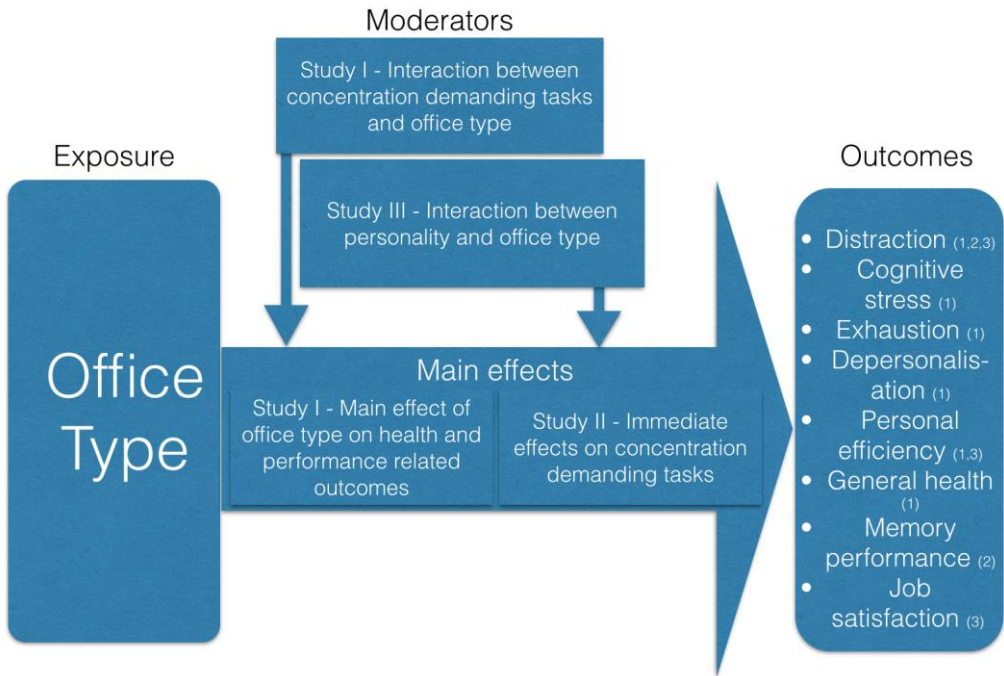 Moderators
Study I - Interaction between
concentration demanding tasks
and office type
Exposure
Outcomes
Study III - Interaction between
personality and office type
Office
Type
Main effects
Study I - Main effect of
office type on health and
performance related
outcomes
Study II - Immediate
effects on concentration
demanding tasks
• Distraction (1,2,3)
• Cognitive
stress (1)
• Exhaustion (1)
• Depersonalis-
ation (1)
• Personal
efficiency (1,3)
• General health
(1)
• Memory
performance (2)
• Job
satisfaction (3)